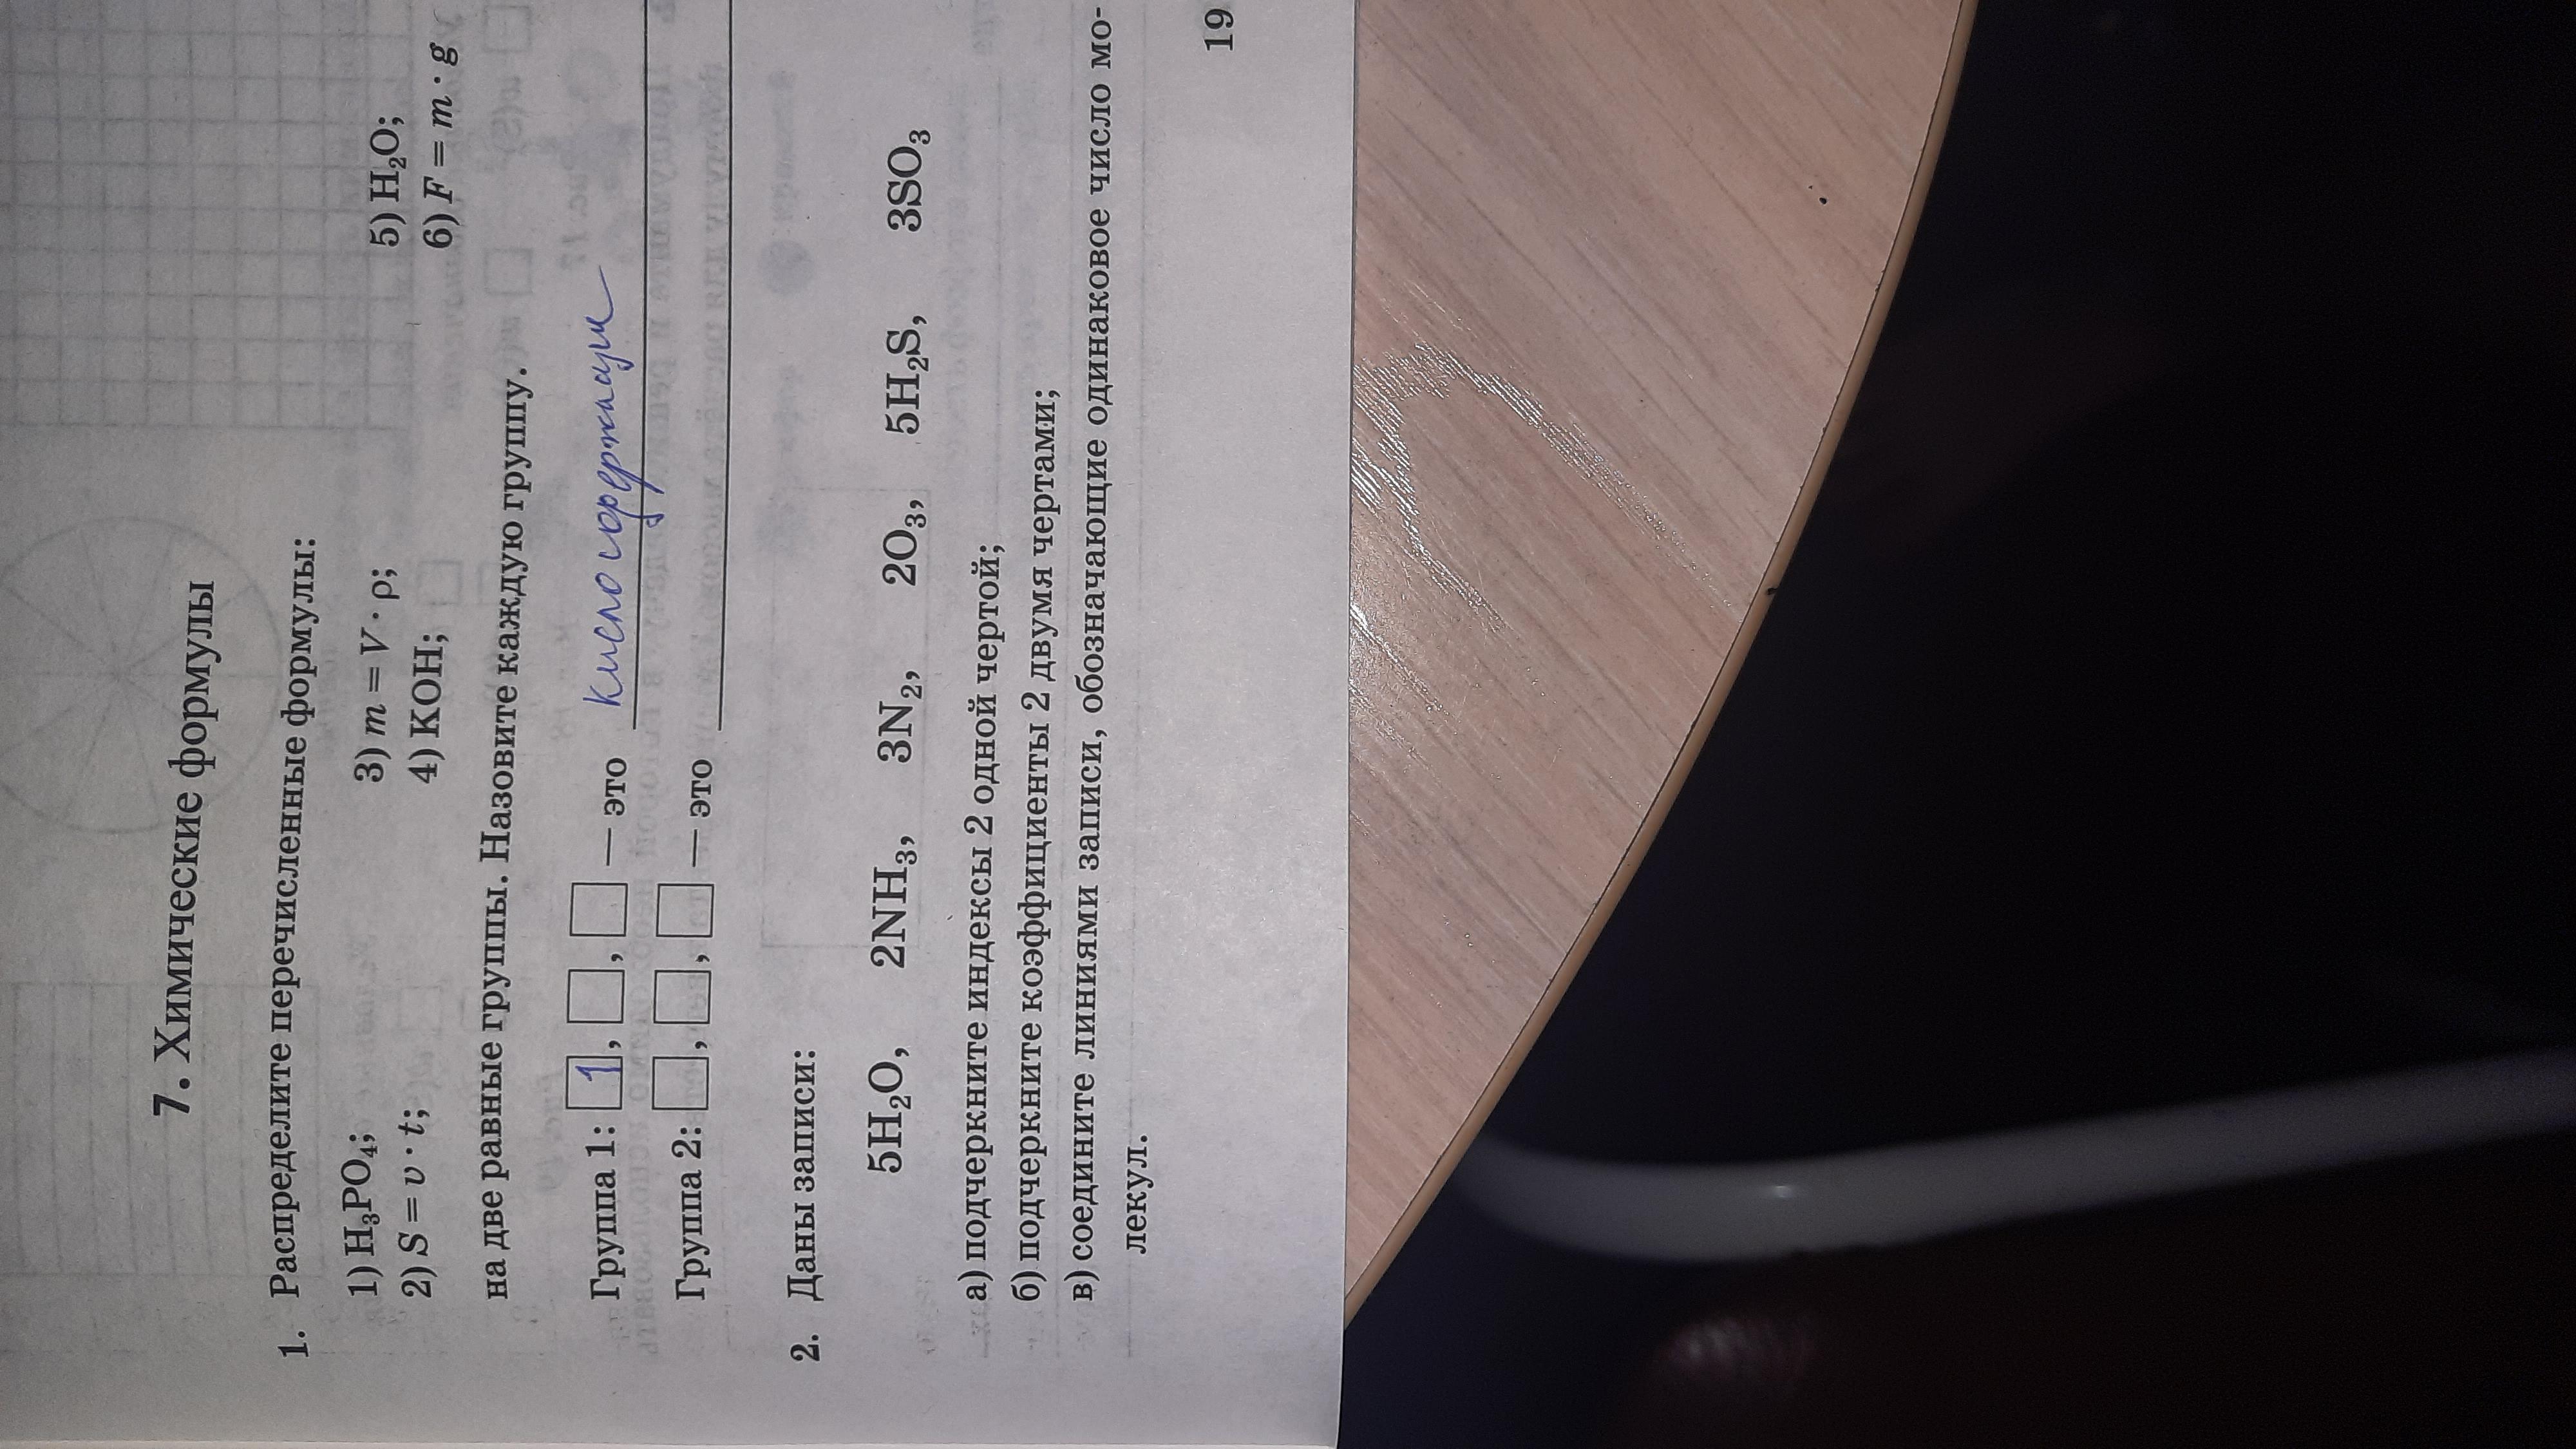 7. Химические формулы
1. Распределите перечисленные формулы:
1) H₃PO₄; 3) m = V · ρ; 5) H₂O;
2) S = υ · t; 4) KOH; 6) F = m · g
на две равные группы. Назовите каждую группу.
Группа 1: 1, □, □ — это кислосодержащи
Группа 2: □, □, □ — это
2. Даны записи:
5H₂O, 2NH₃, 3N₂, 2O₃, 5H₂S, 3SO₃
а) подчеркните индексы 2 одной чертой;
б) подчеркните коэффициенты 2 двумя чертами;
в) соедините линиями записи, обозначающие одинаковое число мо-
лекул.
19